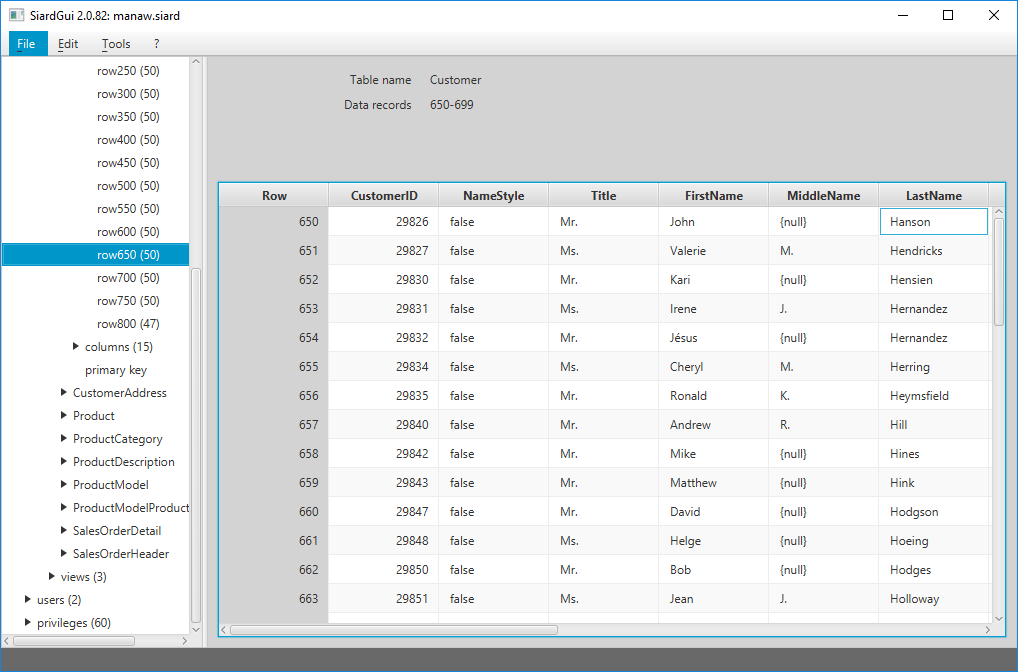 SiardGui 2.0.82: manaw.siard
File Edit Tools ?
row250 (50)
row300 (50)
row350 (50)
row400 (50)
row450 (50)
row500 (50)
row550 (50)
row600 (50)
row650 (50)
row700 (50)
row750 (50)
row800 (47)
columns (15)
primary key
CustomerAddress
Product
ProductCategory
ProductDescription
ProductModel
ProductModelProduct
SalesOrderDetail
SalesOrderHeader
views (3)
users (2)
privileges (60)
Table name Customer
Data records 650-699
Row CustomerID NameStyle Title FirstName MiddleName LastName
650 29826 false Mr. John {null} Hanson
651 29827 false Ms. Valerie M. Hendricks
652 29830 false Mr. Kari {null} Hensien
653 29831 false Ms. Irene J. Hernandez
654 29832 false Mr. Jésus {null} Hernandez
655 29834 false Ms. Cheryl M. Herring
656 29835 false Mr. Ronald K. Heymsfield
657 29840 false Mr. Andrew R. Hill
658 29842 false Mr. Mike {null} Hines
659 29843 false Mr. Matthew {null} Hink
660 29847 false Mr. David {null} Hodgson
661 29848 false Ms. Helge {null} Hoeing
662 29850 false Mr. Bob {null} Hodges
663 29851 false Ms. Jean J. Holloway